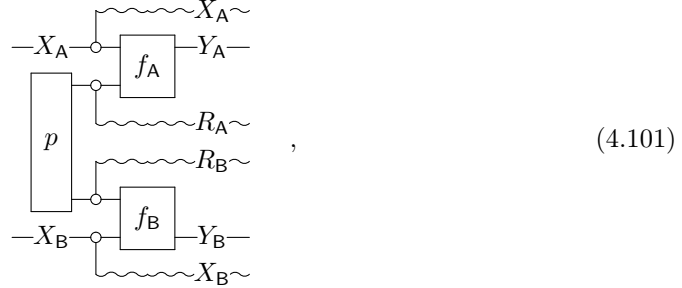 X_A
X_A Y_A
f_A
R_A
p , (4.101)
R_B
f_B
X_B Y_B
X_B